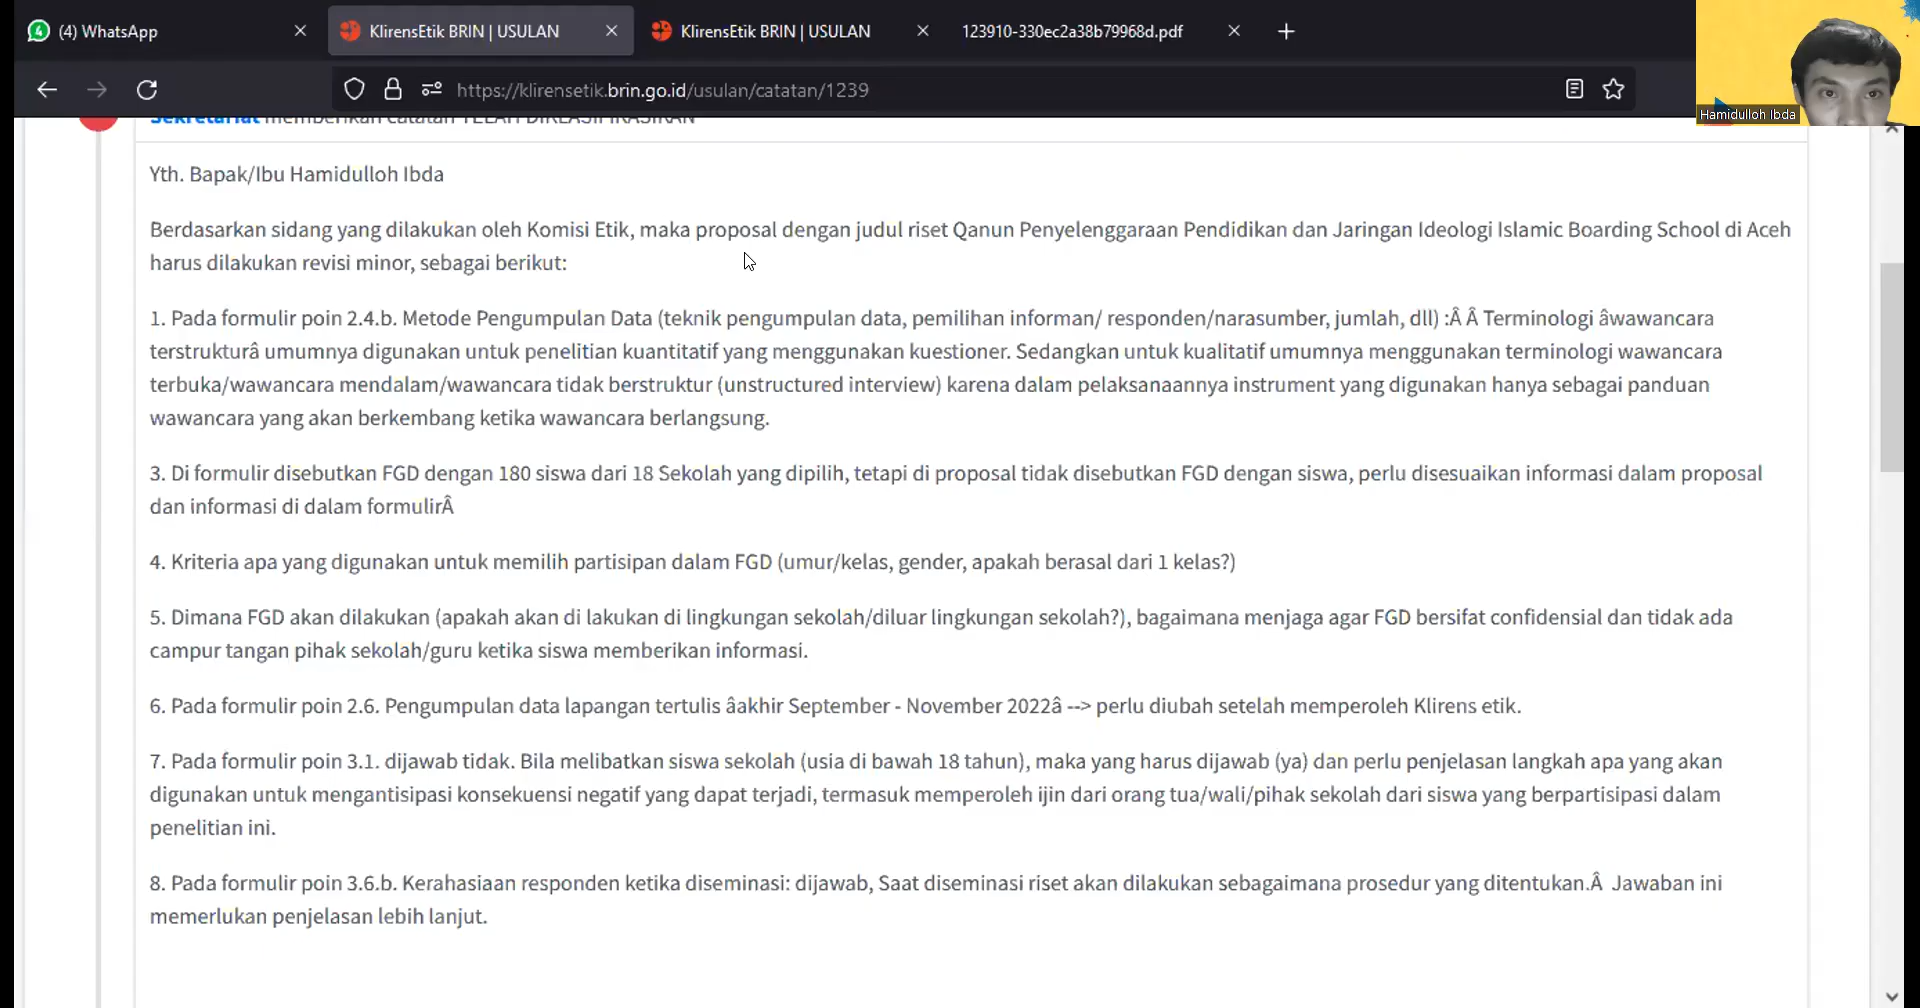 (4) WhatsApp
KlirensEtik BRIN | USULAN
KlirensEtik BRIN | USULAN
123910-330ec2a38b79968d.pdf
https://klirensetik.brin.go.id/usulan/catatan/1239
Hamidulloh Ibda
Sekretariat memberikan catatan TELAH DIKLASIFIKASIKAN
Yth. Bapak/Ibu Hamidulloh Ibda
Berdasarkan sidang yang dilakukan oleh Komisi Etik, maka proposal dengan judul riset Qanun Penyelenggaraan Pendidikan dan Jaringan Ideologi Islamic Boarding School di Aceh
harus dilakukan revisi minor, sebagai berikut:
1. Pada formulir poin 2.4.b. Metode Pengumpulan Data (teknik pengumpulan data, pemilihan informan/ responden/narasumber, jumlah, dll) :Â Â Terminologi âwawancara
terstrukturâ umumnya digunakan untuk penelitian kuantitatif yang menggunakan kuestioner. Sedangkan untuk kualitatif umumnya menggunakan terminologi wawancara
terbuka/wawancara mendalam/wawancara tidak berstruktur (unstructured interview) karena dalam pelaksanaannya instrument yang digunakan hanya sebagai panduan
wawancara yang akan berkembang ketika wawancara berlangsung.
3. Di formulir disebutkan FGD dengan 180 siswa dari 18 Sekolah yang dipilih, tetapi di proposal tidak disebutkan FGD dengan siswa, perlu disesuaikan informasi dalam proposal
dan informasi di dalam formulirÂ
4. Kriteria apa yang digunakan untuk memilih partisipan dalam FGD (umur/kelas, gender, apakah berasal dari 1 kelas?)
5. Dimana FGD akan dilakukan (apakah akan di lakukan di lingkungan sekolah/diluar lingkungan sekolah?), bagaimana menjaga agar FGD bersifat confidensial dan tidak ada
campur tangan pihak sekolah/guru ketika siswa memberikan informasi.
6. Pada formulir poin 2.6. Pengumpulan data lapangan tertulis âakhir September - November 2022â --> perlu diubah setelah memperoleh Klirens etik.
7. Pada formulir poin 3.1. dijawab tidak. Bila melibatkan siswa sekolah (usia di bawah 18 tahun), maka yang harus dijawab (ya) dan perlu penjelasan langkah apa yang akan
digunakan untuk mengantisipasi konsekuensi negatif yang dapat terjadi, termasuk memperoleh ijin dari orang tua/wali/pihak sekolah dari siswa yang berpartisipasi dalam
penelitian ini.
8. Pada formulir poin 3.6.b. Kerahasiaan responden ketika diseminasi: dijawab, Saat diseminasi riset akan dilakukan sebagaimana prosedur yang ditentukan.Â Jawaban ini
memerlukan penjelasan lebih lanjut.